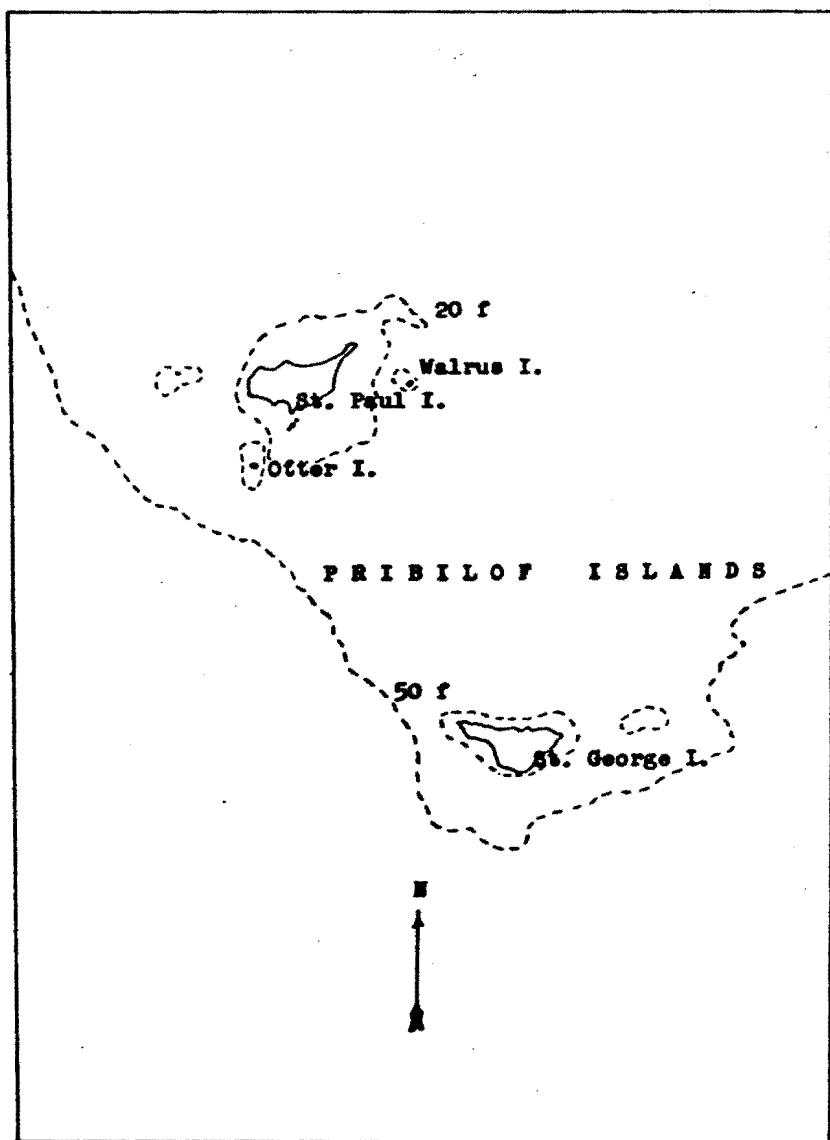 20 f
Walrus I.
St. Paul I.
Otter I.
PRIBILOF ISLANDS
50 f
St. George I.
N